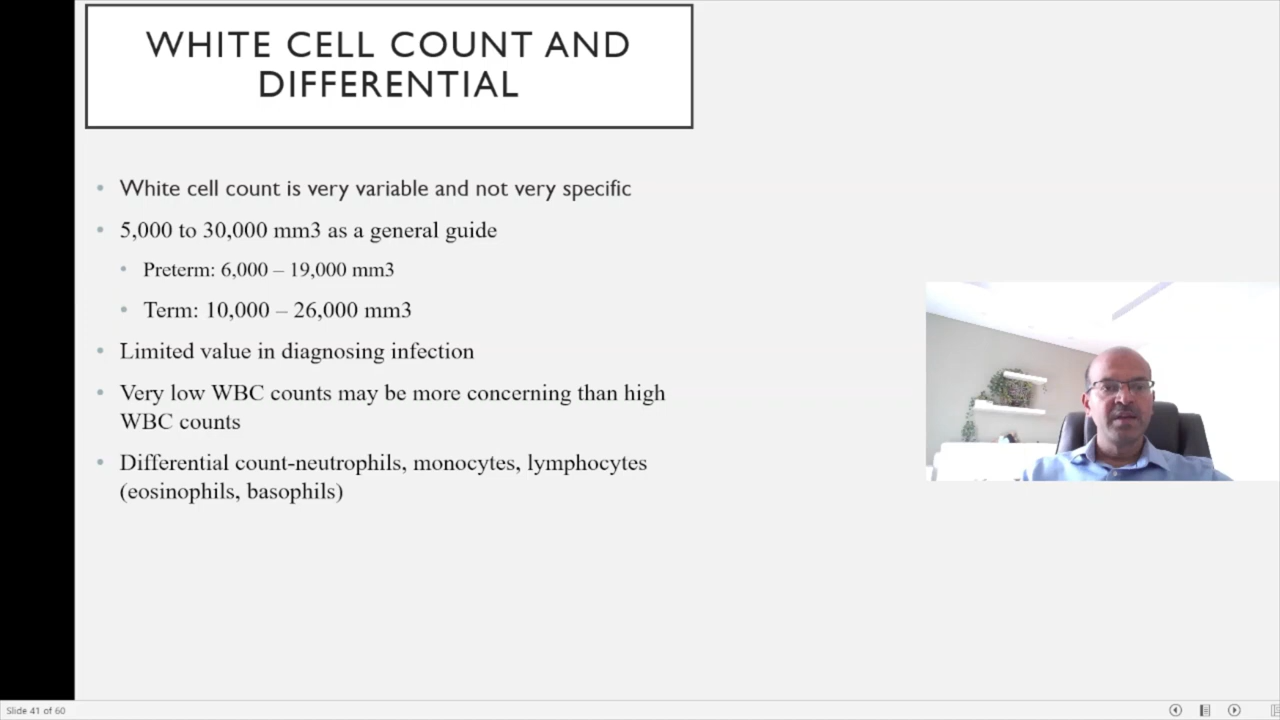 WHITE CELL COUNT AND
DIFFERENTIAL
• White cell count is very variable and not very specific
• 5,000 to 30,000 mm3 as a general guide
• Preterm: 6,000 – 19,000 mm3
• Term: 10,000 – 26,000 mm3
• Limited value in diagnosing infection
• Very low WBC counts may be more concerning than high
WBC counts
• Differential count-neutrophils, monocytes, lymphocytes
(eosinophils, basophils)
Slide 41 of 60